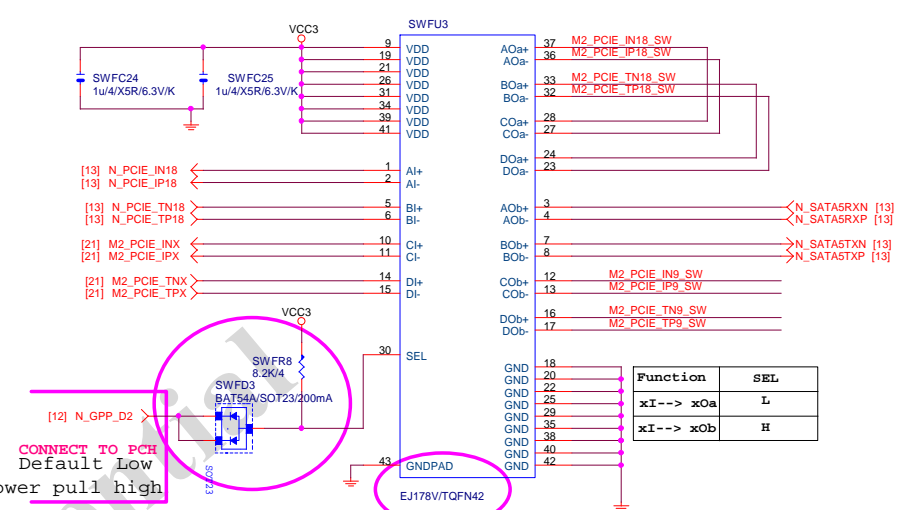 SWFU3
VCC3
9 VDD
19 VDD
21 VDD
26 VDD
31 VDD
34 VDD
39 VDD
41 VDD
SWFC24
1u/4/X5R/6.3V/K
SWFC25
1u/4/X5R/6.3V/K
AOa+ 37 M2_PCIE_IN18_SW
AOa- 36 M2_PCIE_IP18_SW
BOa+ 33 M2_PCIE_TN18_SW
BOa- 32 M2_PCIE_TP18_SW
COa+ 28
COa- 27
DOa+ 24
DOa- 23
[13] N_PCIE_IN18 1 AI+
[13] N_PCIE_IP18 2 AI-
[13] N_PCIE_TN18 5 BI+
[13] N_PCIE_TP18 6 BI-
[21] M2_PCIE_INX 10 CI+
[21] M2_PCIE_IPX 11 CI-
[21] M2_PCIE_TNX 14 DI+
[21] M2_PCIE_TPX 15 DI-
AOb+ 3 N_SATA5RXN [13]
AOb- 4 N_SATA5RXP [13]
BOb+ 7 N_SATA5TXN [13]
BOb- 8 N_SATA5TXP [13]
COb+ 12 M2_PCIE_IN9_SW
COb- 13 M2_PCIE_IP9_SW
DOb+ 16 M2_PCIE_TN9_SW
DOb- 17 M2_PCIE_TP9_SW
VCC3
SWFR8
8.2K/4
30 SEL
SWFD3
BAT54A/SOT23/200mA
[12] N_GPP_D2
SOT23
CONNECT TO PCH
Default Low
ower pull high
43 GNDPAD
EJ178V/TQFN42
GND 18
GND 20
GND 22
GND 25
GND 29
GND 35
GND 38
GND 40
GND 42
Function SEL
xI--> xOa L
xI--> xOb H
ential